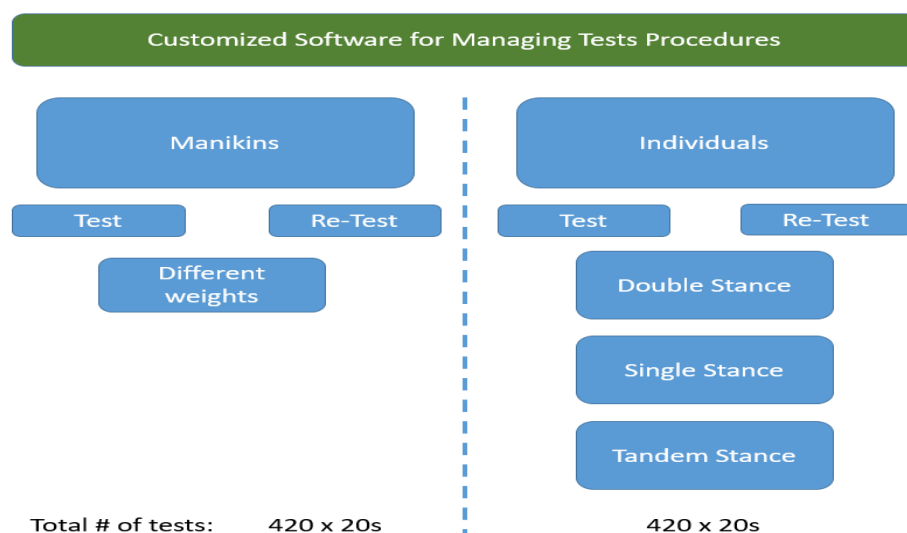 Customized Software for Managing Tests Procedures
Manikins
Individuals
Test
Re-Test
Test
Re-Test
Different
weights
Double Stance
Single Stance
Tandem Stance
Total # of tests: 420 x 20s
420 x 20s